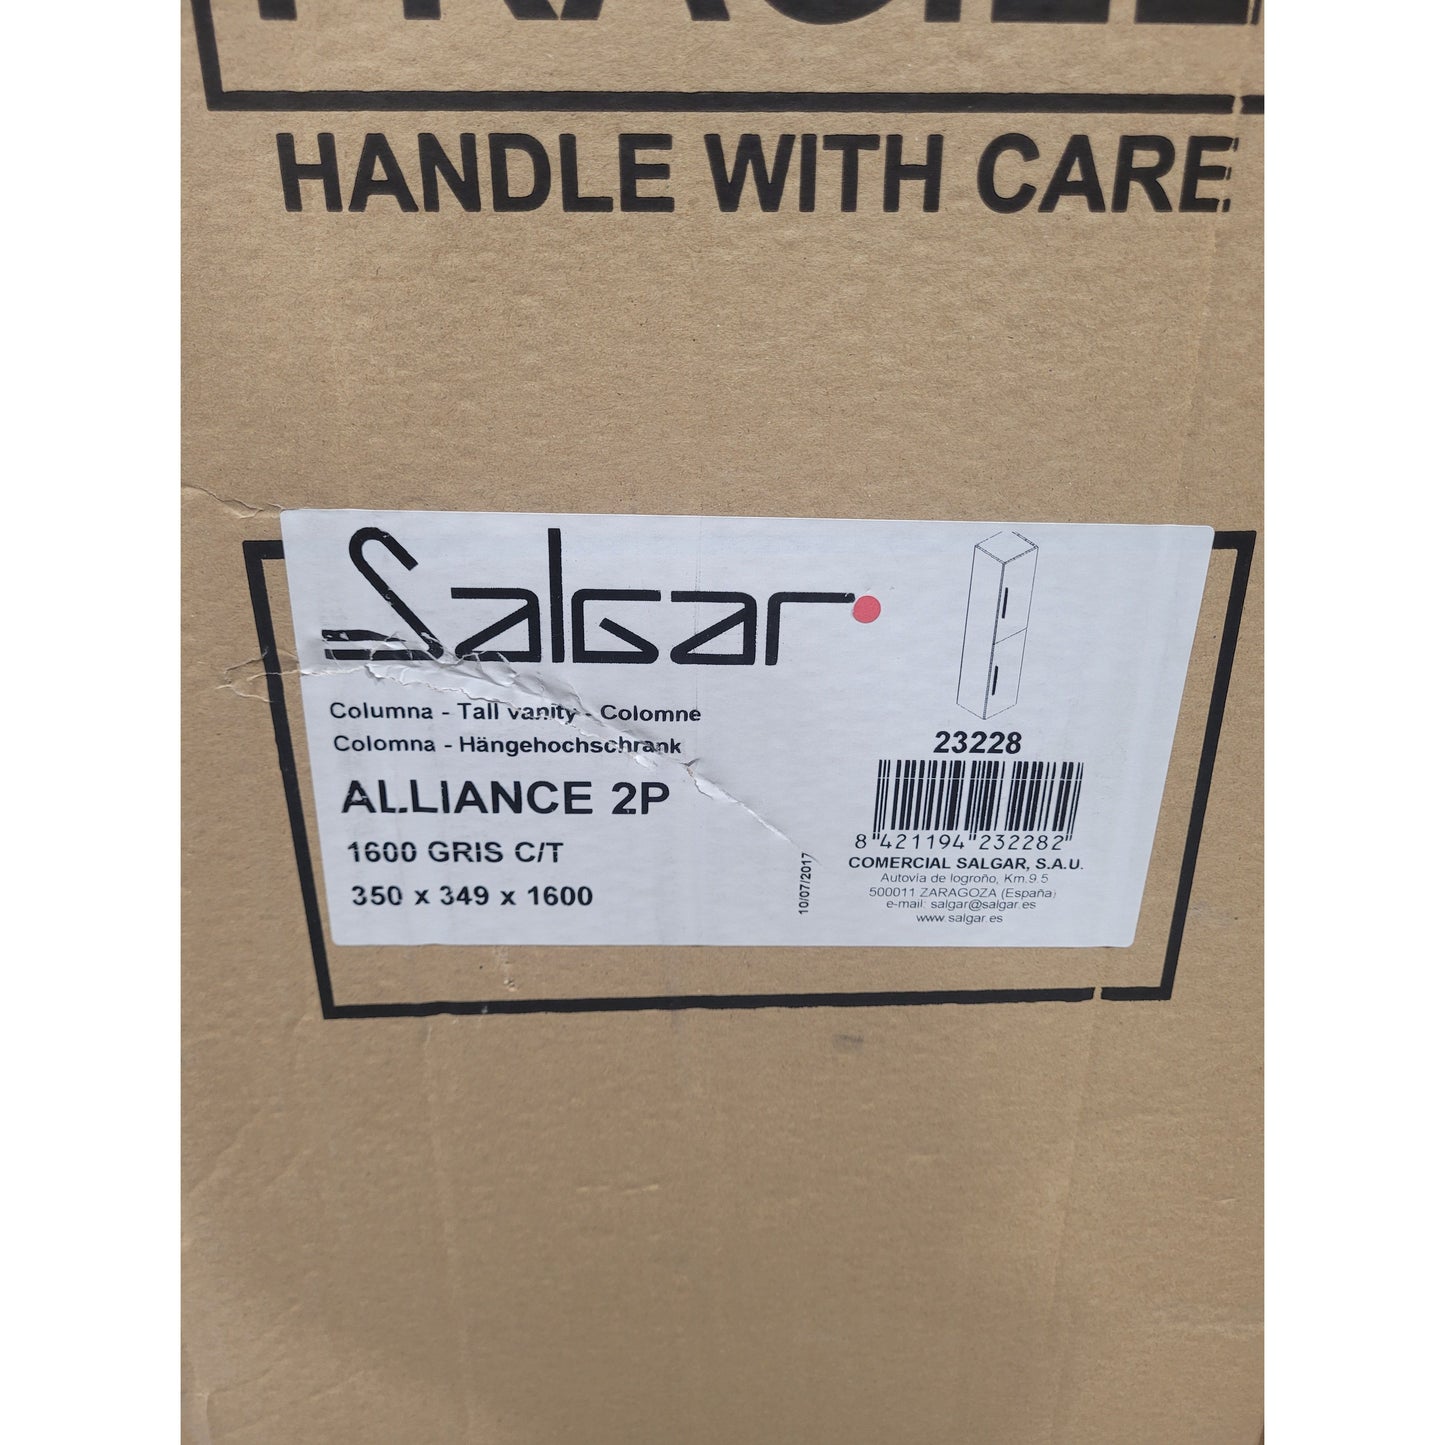 FRAGILE
HANDLE WITH CARE
Salgar
Columna - Tall vanity - Colomne
Colomna - Hängehochschrank
ALLIANCE 2P
1600 GRIS C/T
350 x 349 x 1600
10/07/2017
23228
8 421194 232282
COMERCIAL SALGAR, S.A.U.
Autovía de logroño, Km.9.5
500011 ZARAGOZA (España)
e-mail: salgar@salgar.es
www.salgar.es